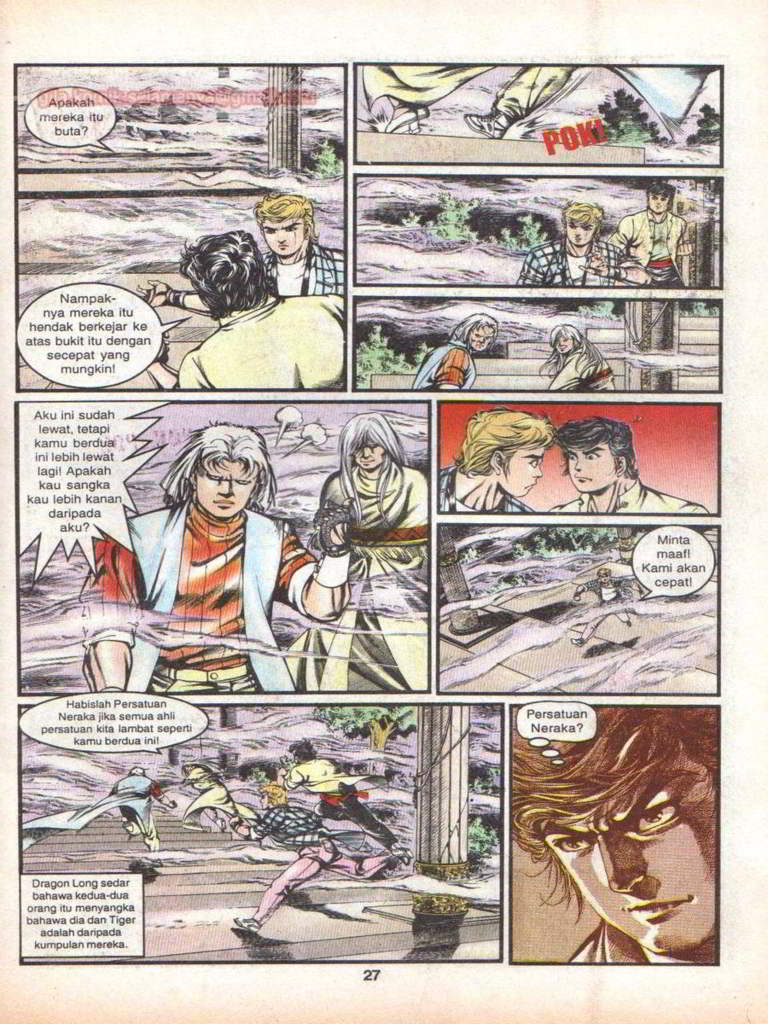 Apakah
mereka itu
buta?
Nampak-
nya mereka itu
hendak berkejar ke
atas bukit itu dengan
secepat yang
mungkin!
POK!
Aku ini sudah
lewat, tetapi
kamu berdua
ini lebih lewat
lagi! Apakah
kau sangka
kau lebih kanan
daripada
aku?
Minta
maaf!
Kami akan
cepat!
Habislah Persatuan
Neraka jika semua ahli
persatuan kita lambat seperti
kamu berdua ini!
Dragon Long sedar
bahawa kedua-dua
orang itu menyangka
bahawa dia dan Tiger
adalah daripada
kumpulan mereka.
Persatuan
Neraka?
27